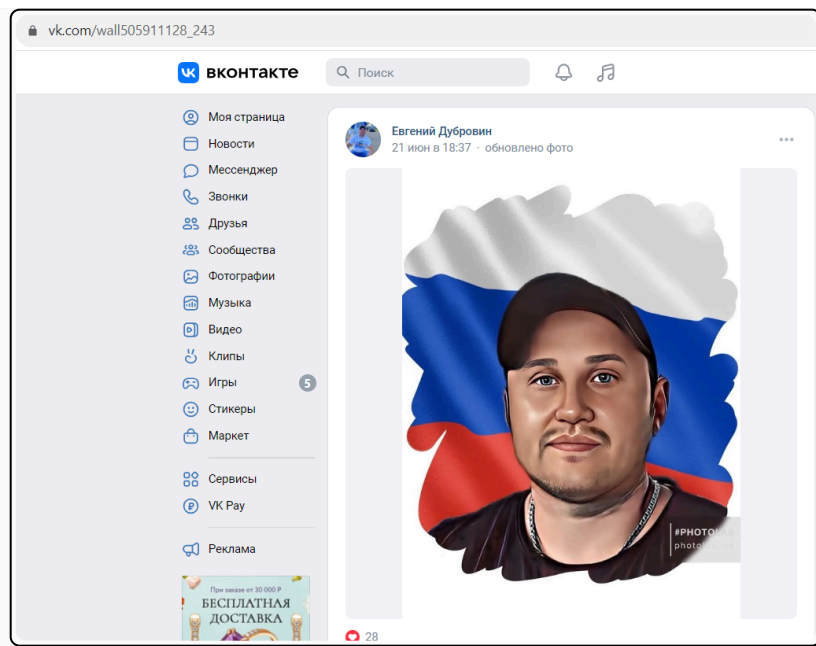 vk.com/wall505911128_243
вконтакте
Поиск
Моя страница
Новости
Мессенджер
Звонки
Друзья
Сообщества
Фотографии
Музыка
Видео
Клипы
Игры 5
Стикеры
Маркет
Сервисы
VK Pay
Реклама
При заказе от 30 000 Р
БЕСПЛАТНАЯ
ДОСТАВКА
Евгений Дубровин
21 июн в 18:37 · обновлено фото
28